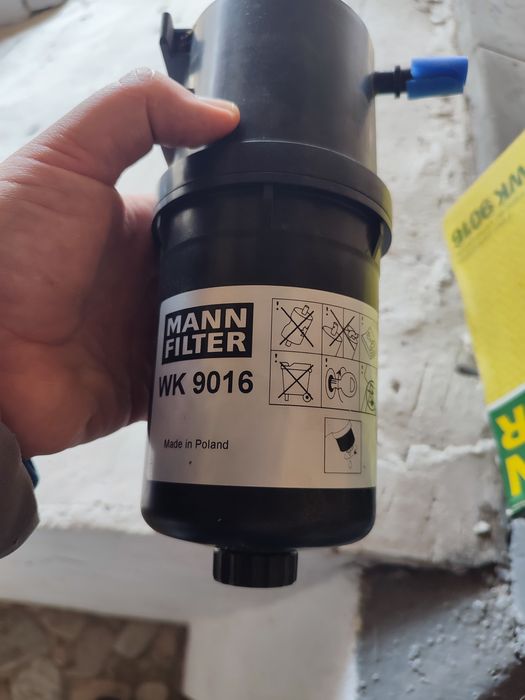 MANN
FILTER
WK 9016
Made in Poland
WK 9016